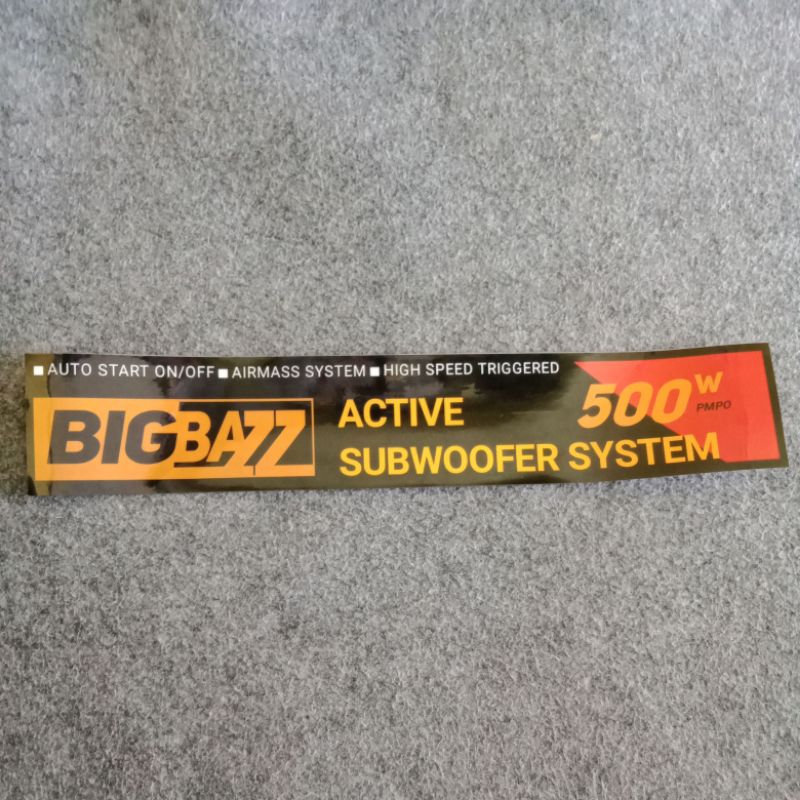 ■ AUTO START ON/OFF ■ AIRMASS SYSTEM ■ HIGH SPEED TRIGGERED
BIGBAZZ
ACTIVE
SUBWOOFER SYSTEM
500W
PMPO